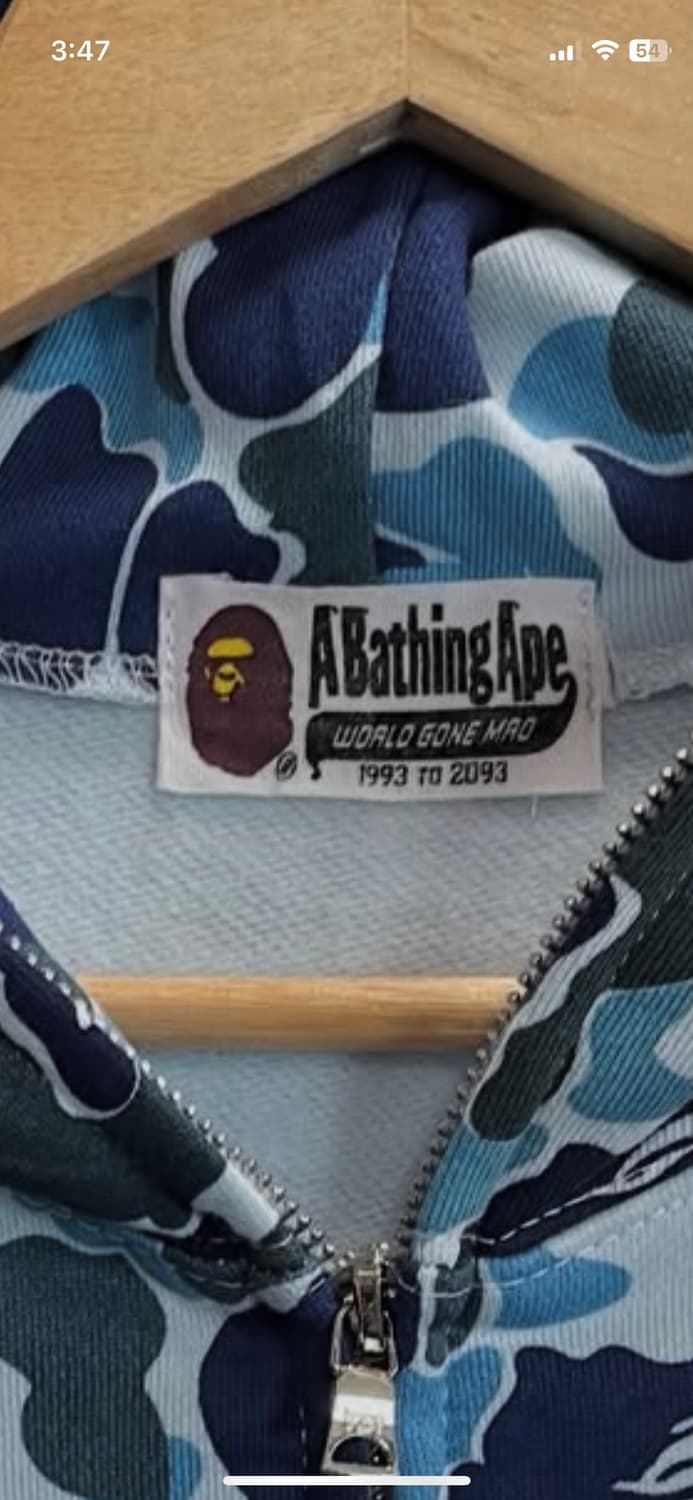 3:47
54
A Bathing Ape
WORLD GONE MAD
1993 TO 2093
®